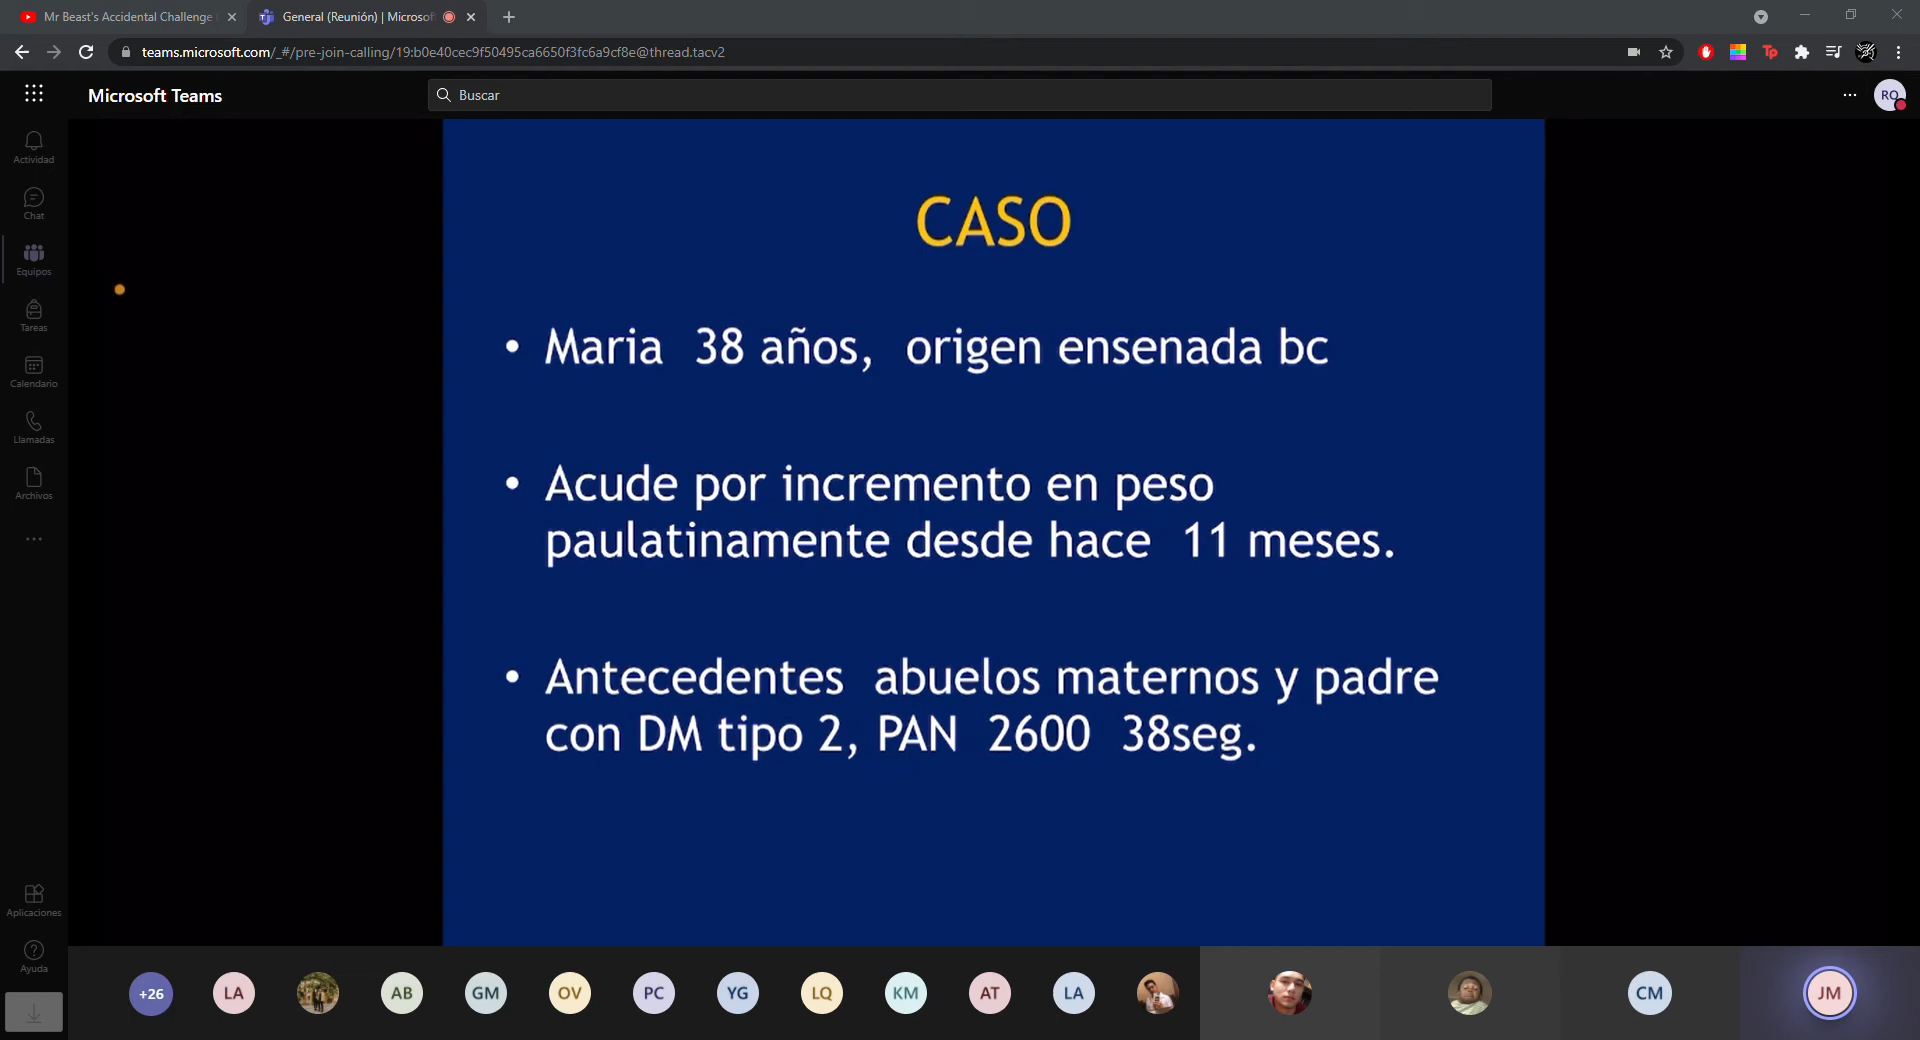 Mr Beast's Accidental Challenge
General (Reunión) | Microsof
teams.microsoft.com/_#/pre-join-calling/19:b0e40cec9f50495ca6650f3fc6a9cf8e@thread.tacv2
Tp
Microsoft Teams
Buscar
RO
Actividad
Chat
Equipos
Tareas
Calendario
Llamadas
Archivos
Aplicaciones
Ayuda
CASO
• Maria 38 años, origen ensenada bc
• Acude por incremento en peso
paulatinamente desde hace 11 meses.
• Antecedentes abuelos maternos y padre
con DM tipo 2, PAN 2600 38seg.
+26 LA AB GM OV PC YG LQ KM AT LA CM JM